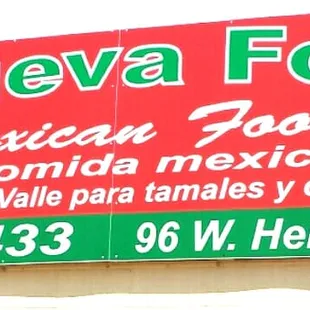 eva Fo
xican Foo
omida mexic
Valle para tamales y
433 96 W. He